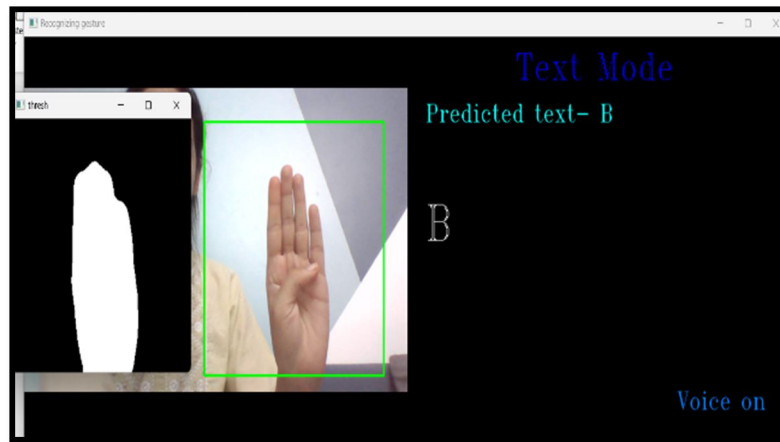 Recognizing gesture
Text Mode
thresh
Predicted text- B
B
Voice on